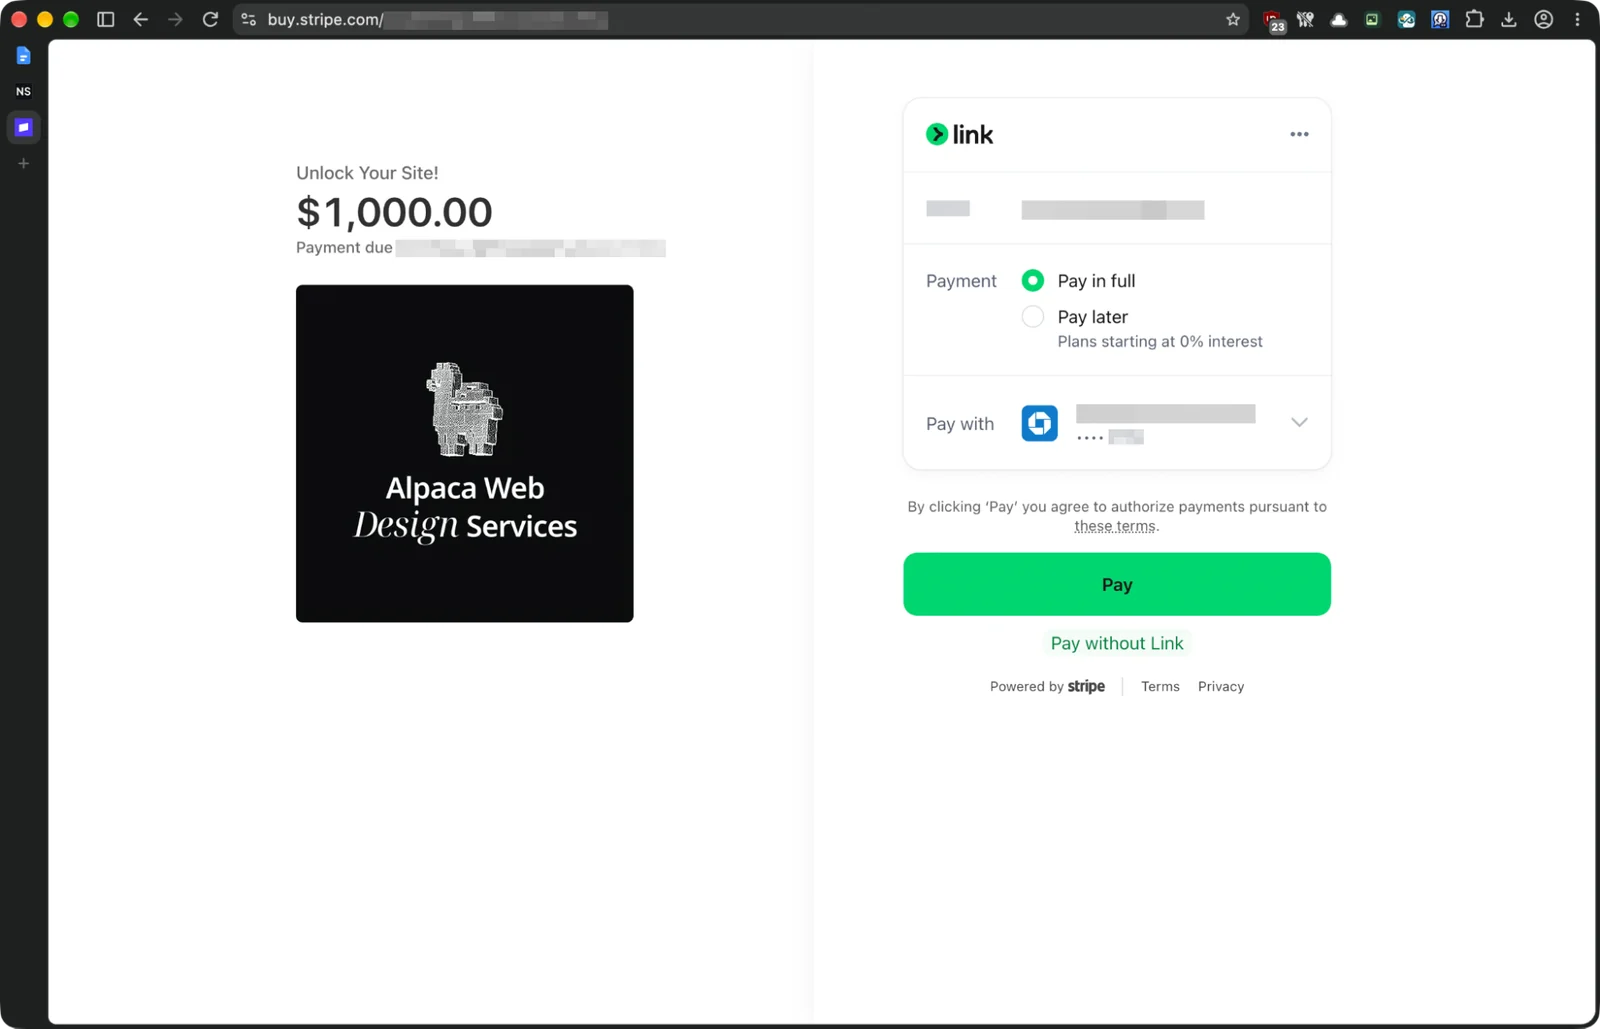 buy.stripe.com/
23
NS
Unlock Your Site!
$1,000.00
Payment due
Alpaca Web
Design Services
link
Payment
Pay in full
Pay later
Plans starting at 0% interest
Pay with
••••
By clicking ‘Pay’ you agree to authorize payments pursuant to
these terms.
Pay
Pay without Link
Powered by stripe
Terms
Privacy